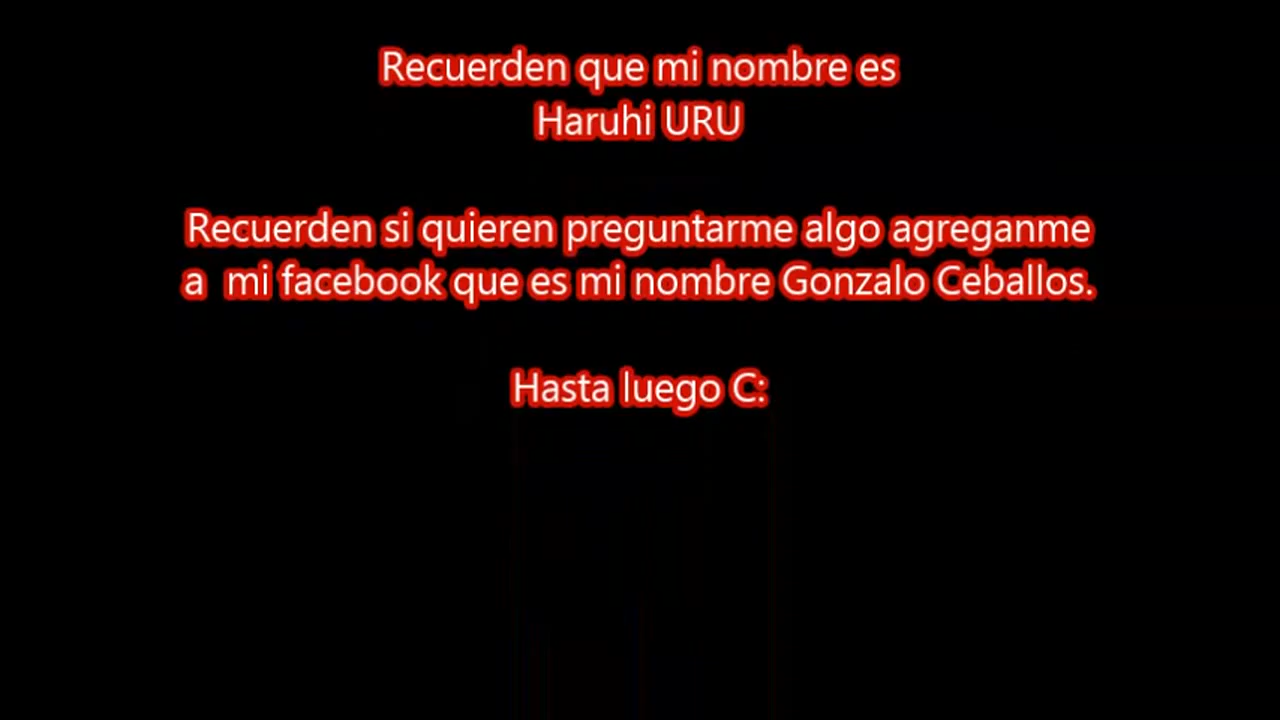 Recuerden que mi nombre es
Haruhi URU
Recuerden si quieren preguntarme algo agreganme
a  mi facebook que es mi nombre Gonzalo Ceballos.
Hasta luego C: